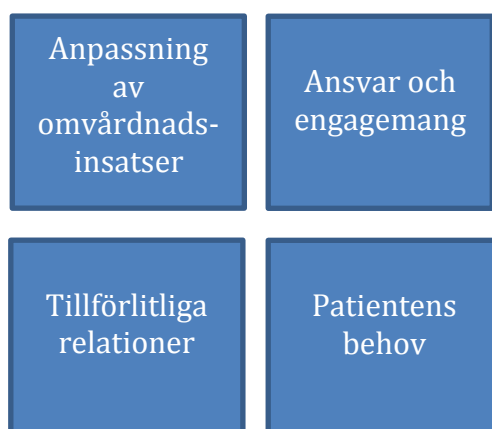 Anpassning
av
omvårdnads-
insatser
Ansvar och
engagemang
Tillförlitliga
relationer
Patientens
behov